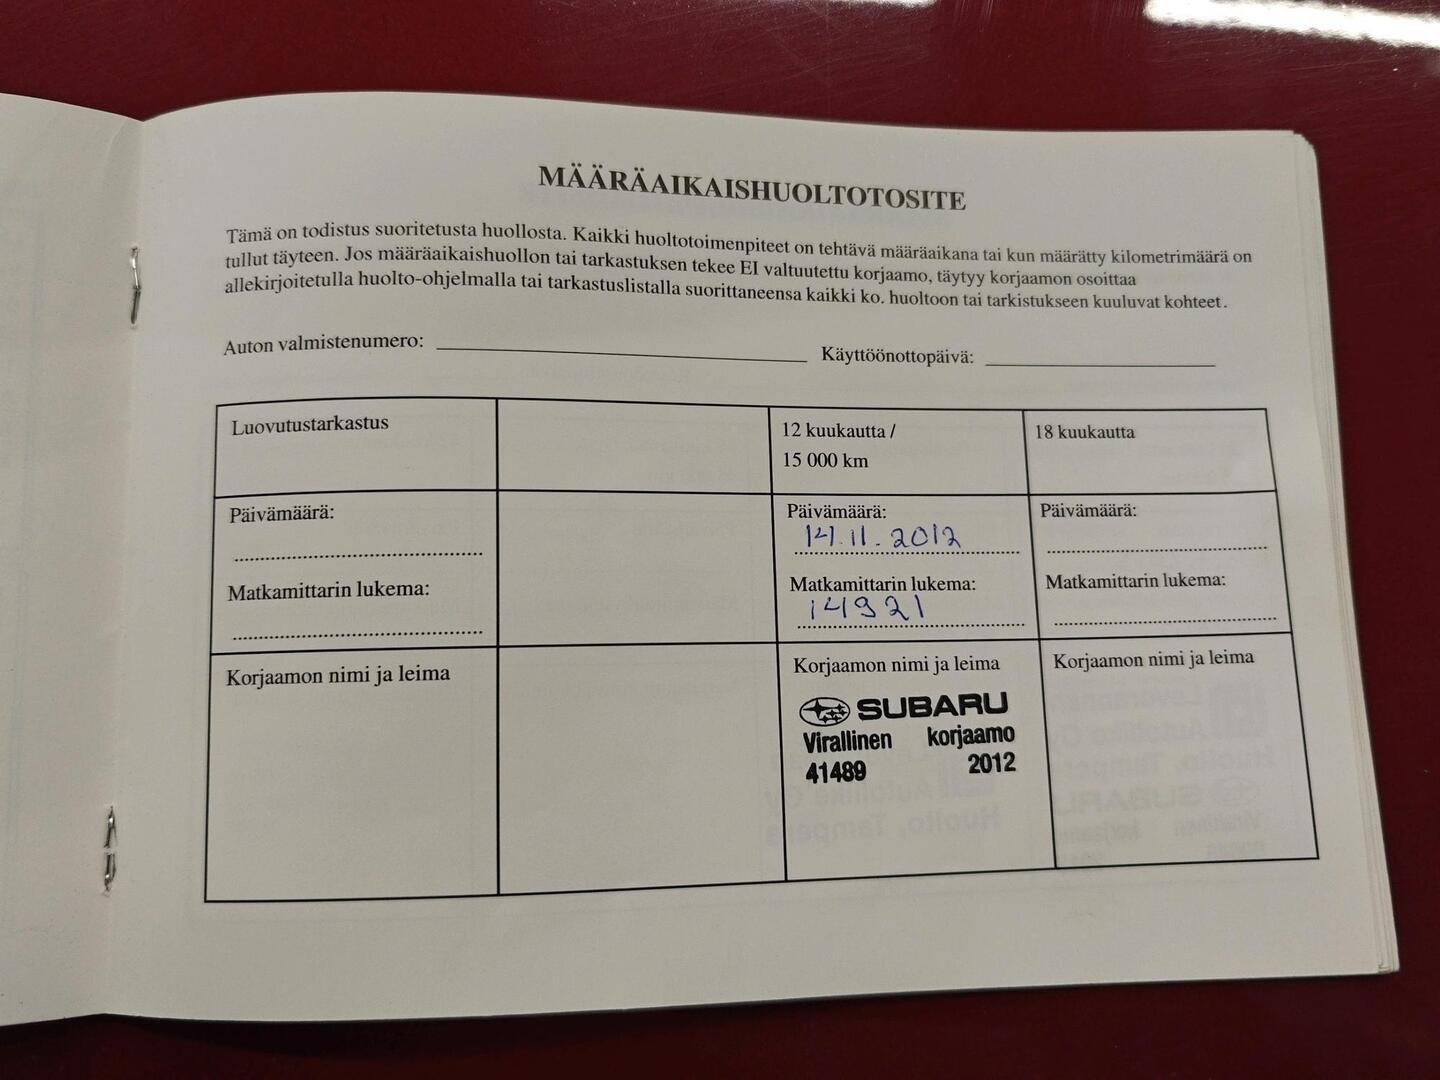 MÄÄRÄAIKAISHUOLTOTOSITE
Tämä on todistus suoritetusta huollosta. Kaikki huoltotoimenpiteet on tehtävä määräaikana tai kun määrätty kilometrimäärä on
tullut täyteen. Jos määräaikaishuollon tai tarkastuksen tekee EI valtuutettu korjaamo, täytyy korjaamon osoittaa
allekirjoitetulla huolto-ohjelmalla tai tarkastuslistalla suorittaneensa kaikki ko. huoltoon tai tarkistukseen kuuluvat kohteet.
Auton valmistenumero: Käyttöönottopäivä:
Luovutustarkastus
12 kuukautta /
15 000 km
18 kuukautta
Päivämäärä:
Matkamittarin lukema:
Päivämäärä:
14.11.2012
Matkamittarin lukema:
14921
Päivämäärä:
Matkamittarin lukema:
Korjaamon nimi ja leima
Korjaamon nimi ja leima
SUBARU
Virallinen korjaamo
41489 2012
Korjaamon nimi ja leima